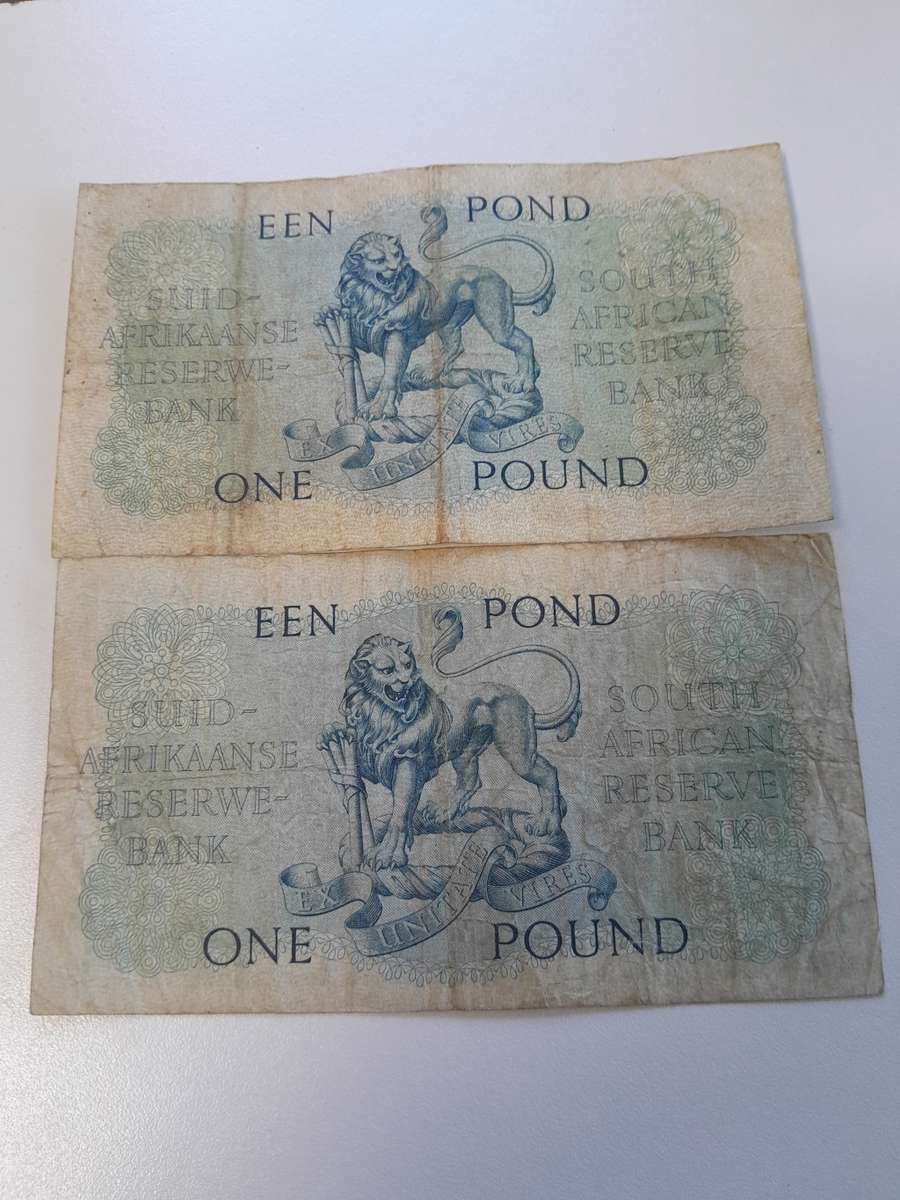 EEN POND
SUID-
AFRIKAANSE
RESERWE-
BANK
SOUTH
AFRICAN
RESERVE
BANK
EX UNITATE VIRES
ONE POUND
EEN POND
SUID-
AFRIKAANSE
RESERWE-
BANK
SOUTH
AFRICAN
RESERVE
BANK
EX UNITATE VIRES
ONE POUND